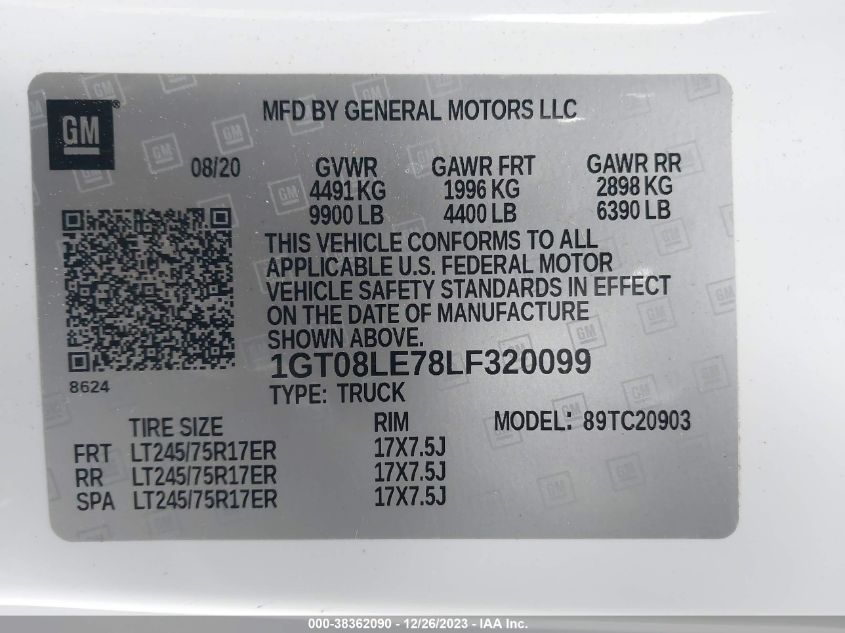 GM ®
MFD BY GENERAL MOTORS LLC
08/20 GVWR GAWR FRT GAWR RR
4491 KG 1996 KG 2898 KG
9900 LB 4400 LB 6390 LB
THIS VEHICLE CONFORMS TO ALL
APPLICABLE U.S. FEDERAL MOTOR
VEHICLE SAFETY STANDARDS IN EFFECT
ON THE DATE OF MANUFACTURE
SHOWN ABOVE.
1GT08LE78LF320099
8624
TYPE: TRUCK
TIRE SIZE RIM MODEL: 89TC20903
FRT LT245/75R17ER 17X7.5J
RR LT245/75R17ER 17X7.5J
SPA LT245/75R17ER 17X7.5J
000-38362090 - 12/26/2023 - IAA Inc.